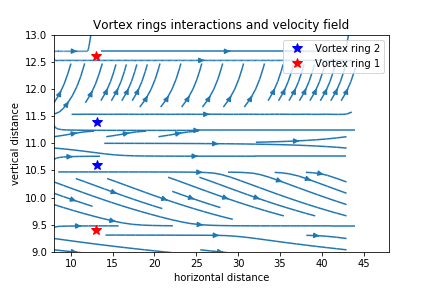 Vortex rings interactions and velocity field
13.0
12.5
12.0
11.5
11.0
10.5
10.0
9.5
9.0
vertical distance
Vortex ring 2
Vortex ring 1
10 15 20 25 30 35 40 45
horizontal distance